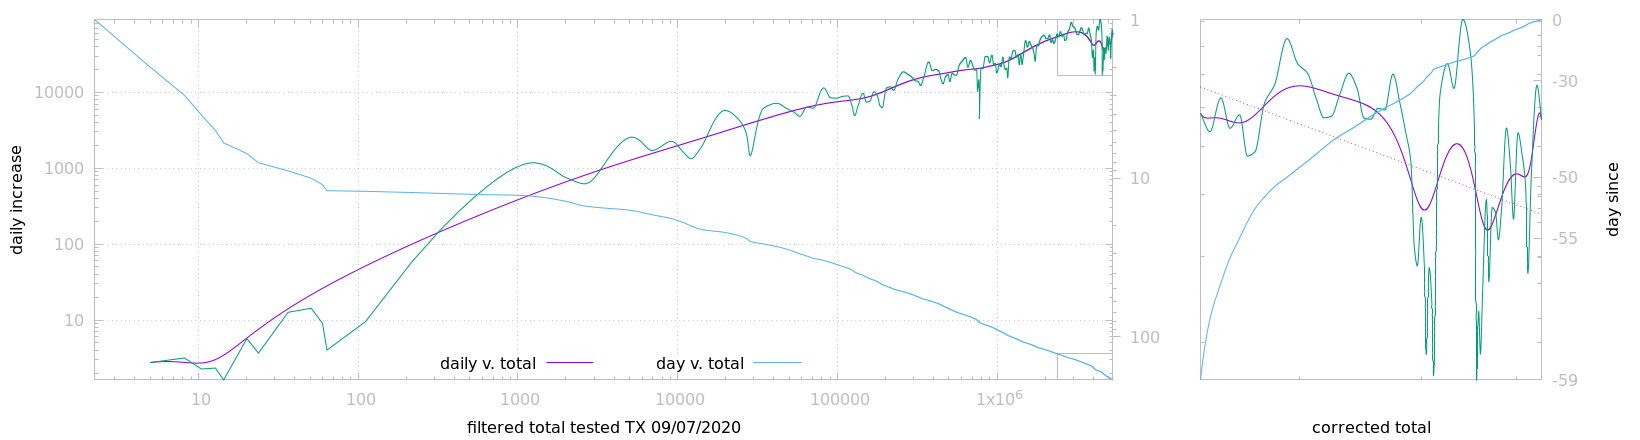 daily increase
10000
1000
100
10
10
100
1000
10000
100000
1x10⁶
1
10
100
daily v. total
day v. total
filtered total tested TX 09/07/2020
0
-30
-50
-55
-59
day since
corrected total